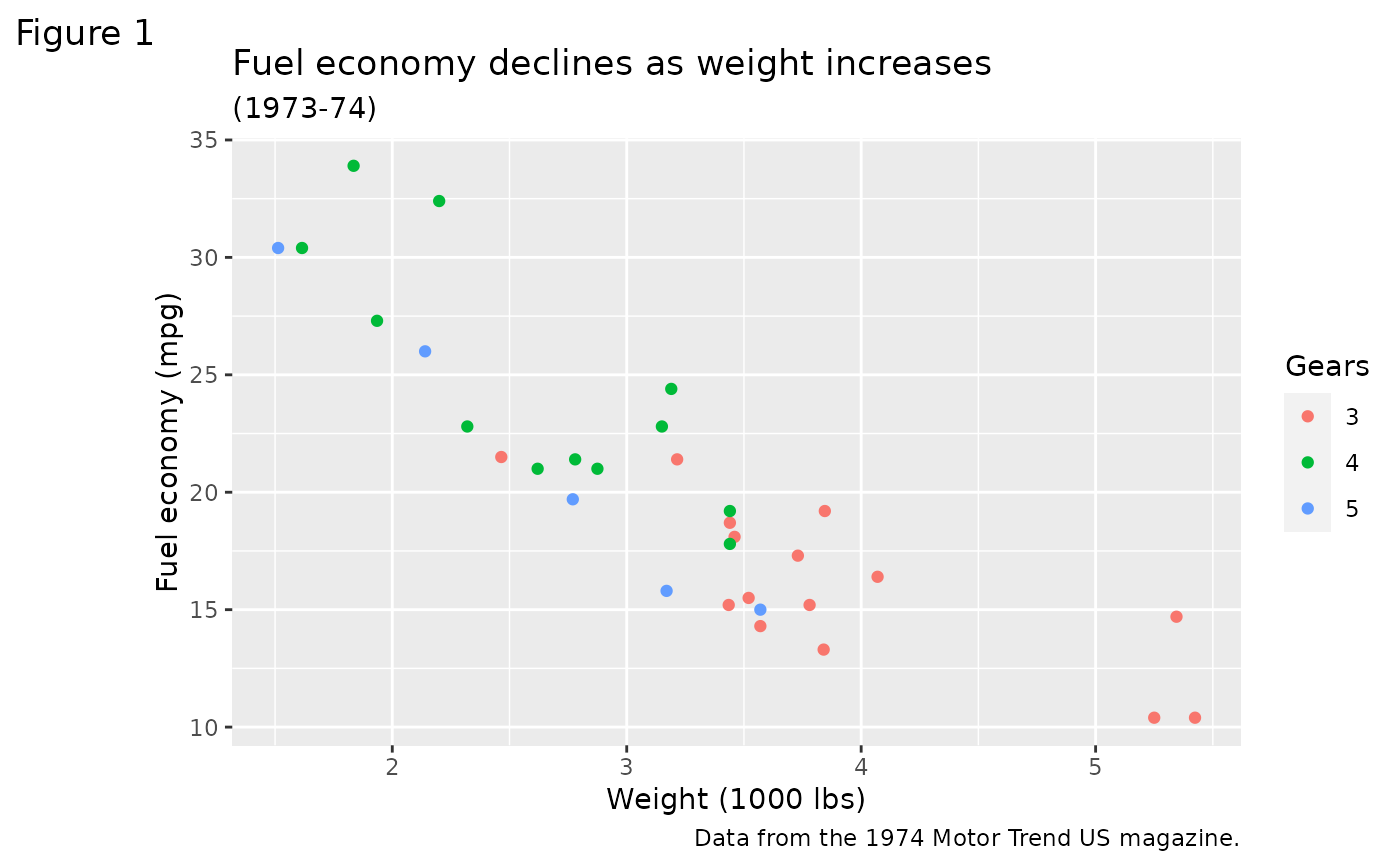 Figure 1
Fuel economy declines as weight increases
(1973-74)
Fuel economy (mpg)
35
30
25
20
15
10
2
3
4
5
Weight (1000 lbs)
Gears
3
4
5
Data from the 1974 Motor Trend US magazine.